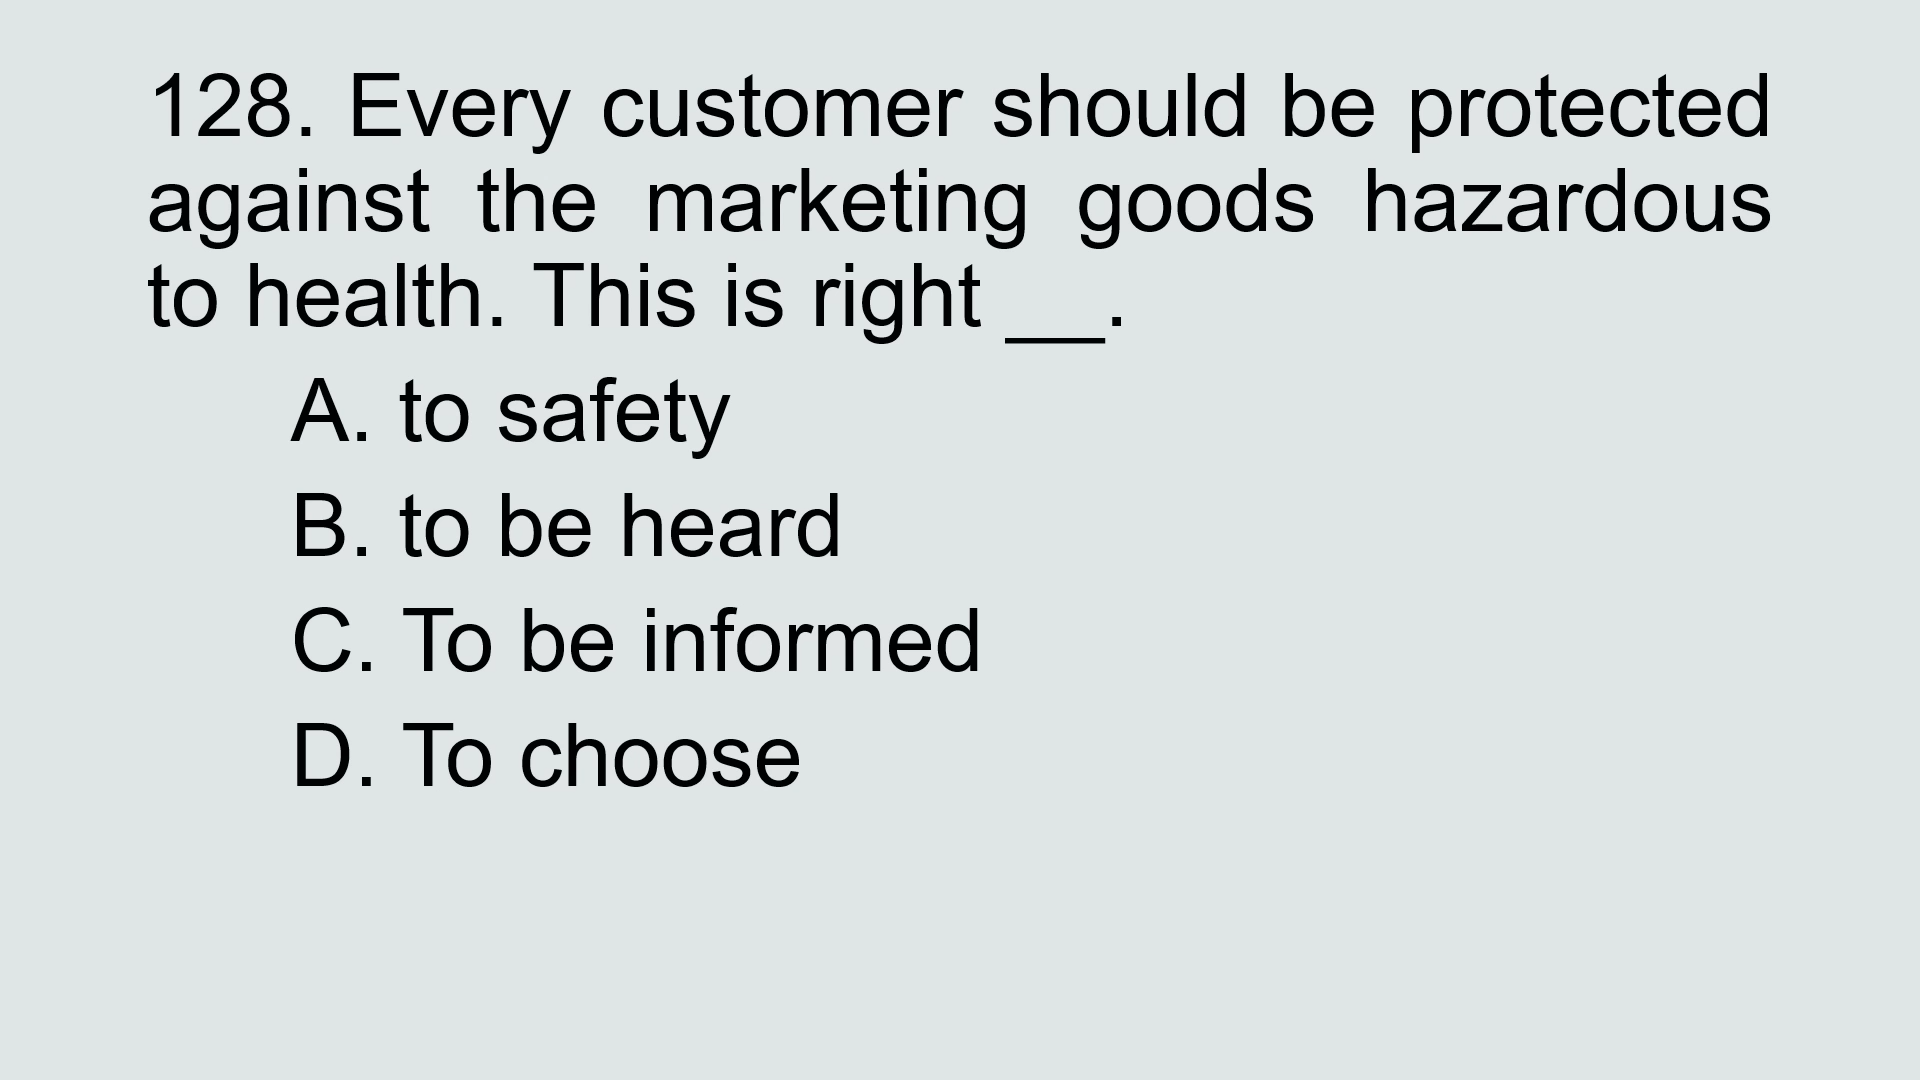 128. Every customer should be protected
against the marketing goods hazardous
to health. This is right __.
A. to safety
B. to be heard
C. To be informed
D. To choose